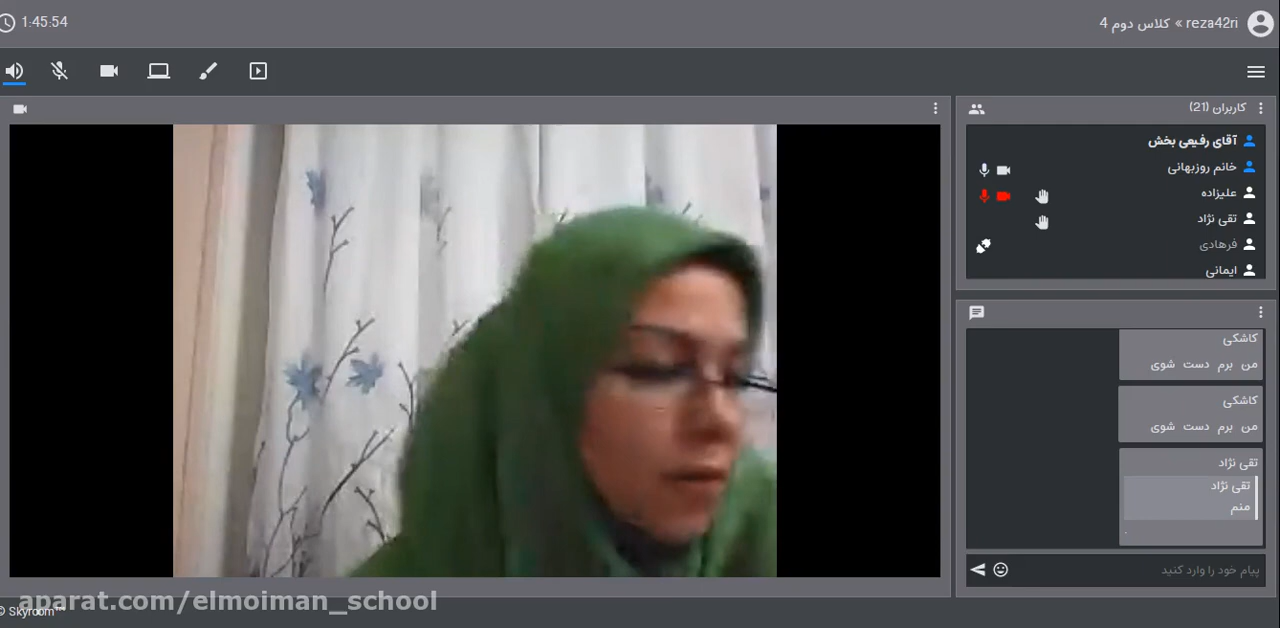 1:45:54
reza42ri » کلاس دوم 4
کاربران (21)
آقای رفیعی بخش
خانم روزبهانی
علیزاده
تقی نژاد
فرهادی
ایمانی
کاشکی
من برم دست شوی
کاشکی
من برم دست شوی
تقی نژاد
تقی نژاد
منم
.
پیام خود را وارد کنید
aparat.com/elmoiman_school
© Skyroom™